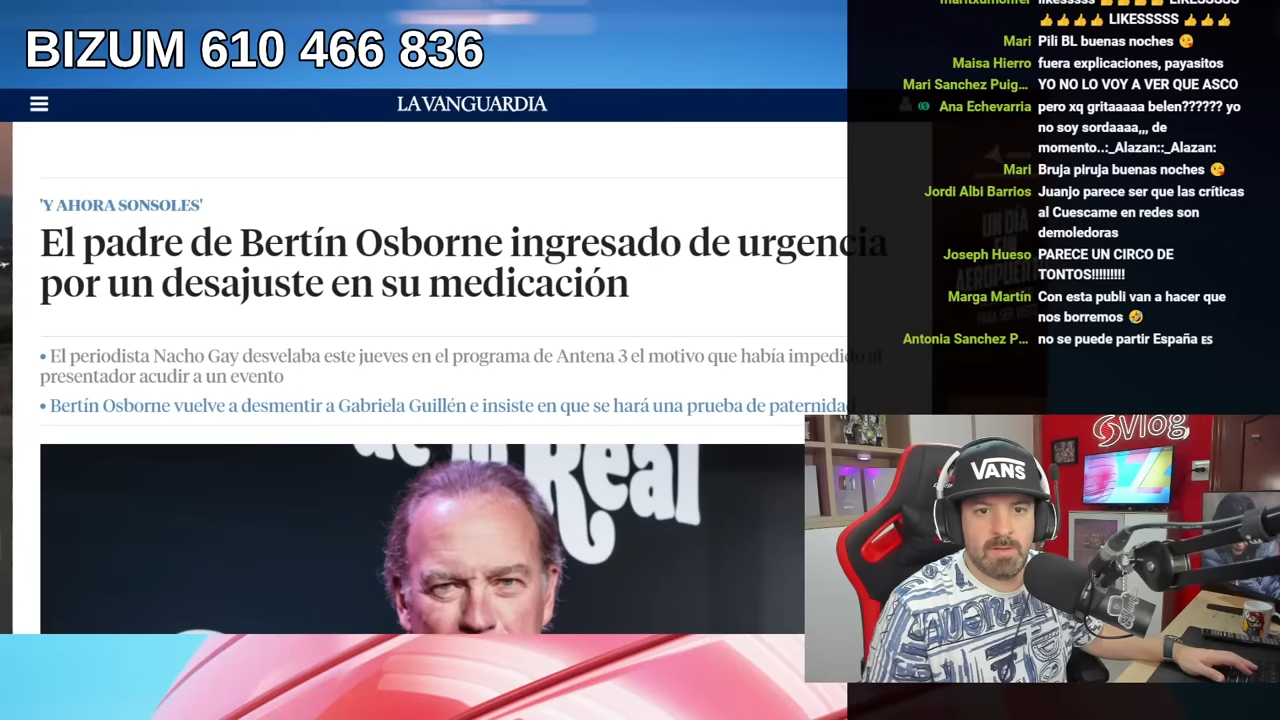 BIZUM 610 466 836
LA VANGUARDIA
'Y AHORA SONSOLES'
El padre de Bertín Osborne ingresado de urgencia
por un desajuste en su medicación
• El periodista Nacho Gay desvelaba este jueves en el programa de Antena 3 el motivo que había impedido al
presentador acudir a un evento
• Bertín Osborne vuelve a desmentir a Gabriela Guillén e insiste en que se hará una prueba de paternidad
Real
UN DÍA
👍👍👍👍 LIKESSSSS 👍👍👍
Mari Pili BL buenas noches 😘
Maisa Hierro fuera explicaciones, payasitos
Mari Sanchez Puig... YO NO LO VOY A VER QUE ASCO
Ana Echevarria pero xq gritaaaaa belen?????? yo
no soy sordaaaa,,, de
momento..:_Alazan::_Alazan:
Mari Bruja piruja buenas noches 😘
Jordi Albi Barrios Juanjo parece ser que las críticas
al Cuescame en redes son
demoledoras
Joseph Hueso PARECE UN CIRCO DE
TONTOS!!!!!!!!!
Marga Martín Con esta publi van a hacer que
nos borremos 🤣
Antonia Sanchez P... no se puede partir España ES
Vlog
VANS